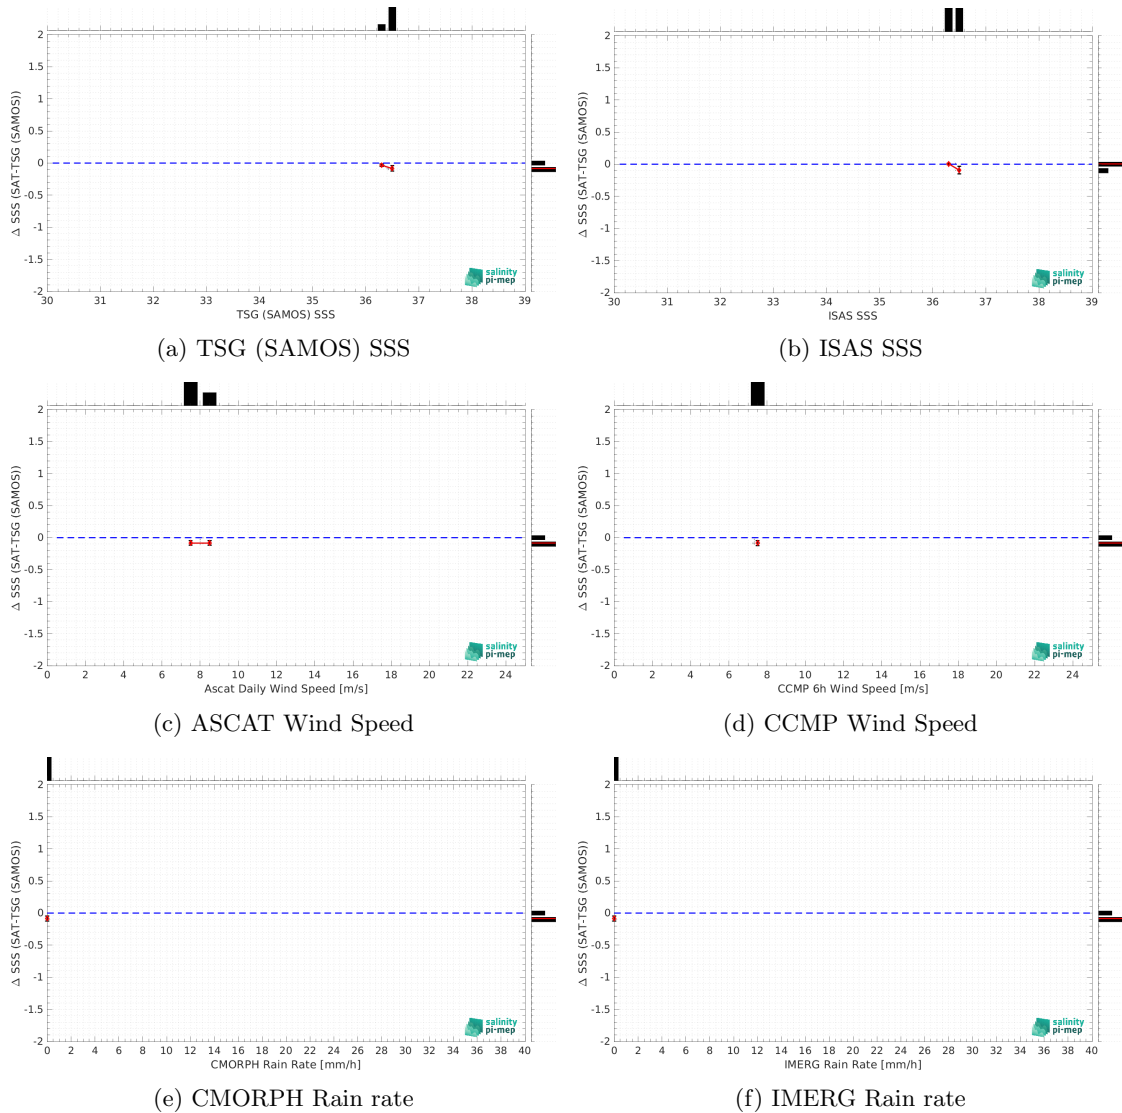 2
1.5
1
0.5
0
-0.5
-1
-1.5
-2
Δ SSS (SAT-TSG (SAMOS))
30 31 32 33 34 35 36 37 38 39
TSG (SAMOS) SSS
salinity
pi-mep
(a) TSG (SAMOS) SSS
2
1.5
1
0.5
0
-0.5
-1
-1.5
-2
Δ SSS (SAT-TSG (SAMOS))
30 31 32 33 34 35 36 37 38 39
ISAS SSS
salinity
pi-mep
(b) ISAS SSS
2
1.5
1
0.5
0
-0.5
-1
-1.5
-2
Δ SSS (SAT-TSG (SAMOS))
0 2 4 6 8 10 12 14 16 18 20 22 24
Ascat Daily Wind Speed [m/s]
salinity
pi-mep
(c) ASCAT Wind Speed
2
1.5
1
0.5
0
-0.5
-1
-1.5
-2
Δ SSS (SAT-TSG (SAMOS))
0 2 4 6 8 10 12 14 16 18 20 22 24
CCMP 6h Wind Speed [m/s]
salinity
pi-mep
(d) CCMP Wind Speed
2
1.5
1
0.5
0
-0.5
-1
-1.5
-2
Δ SSS (SAT-TSG (SAMOS))
0 2 4 6 8 10 12 14 16 18 20 22 24 26 28 30 32 34 36 38 40
CMORPH Rain Rate [mm/h]
salinity
pi-mep
(e) CMORPH Rain rate
2
1.5
1
0.5
0
-0.5
-1
-1.5
-2
Δ SSS (SAT-TSG (SAMOS))
0 2 4 6 8 10 12 14 16 18 20 22 24 26 28 30 32 34 36 38 40
IMERG Rain Rate [mm/h]
salinity
pi-mep
(f) IMERG Rain rate